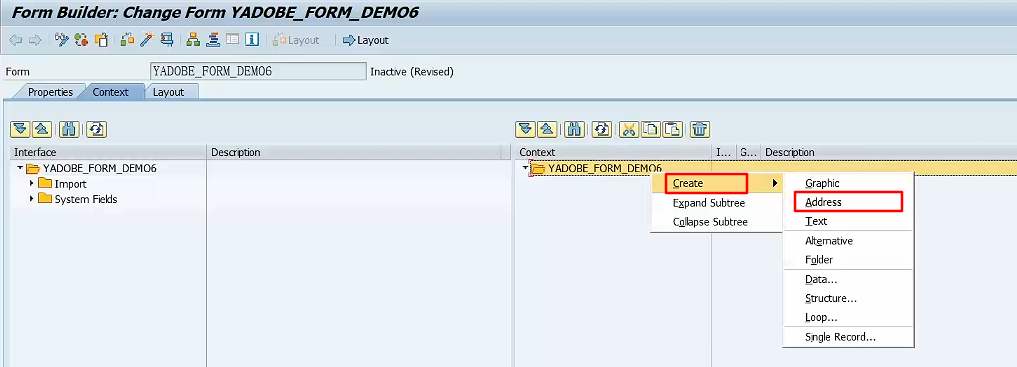 Form Builder: Change Form YADOBE_FORM_DEMO6
Layout
Layout
Form
YADOBE_FORM_DEMO6
Inactive (Revised)
Properties
Context
Layout
Interface
Description
YADOBE_FORM_DEMO6
Import
System Fields
Context
I...
G...
Description
YADOBE_FORM_DEMO6
Create
Expand Subtree
Collapse Subtree
Graphic
Address
Text
Alternative
Folder
Data...
Structure...
Loop...
Single Record...